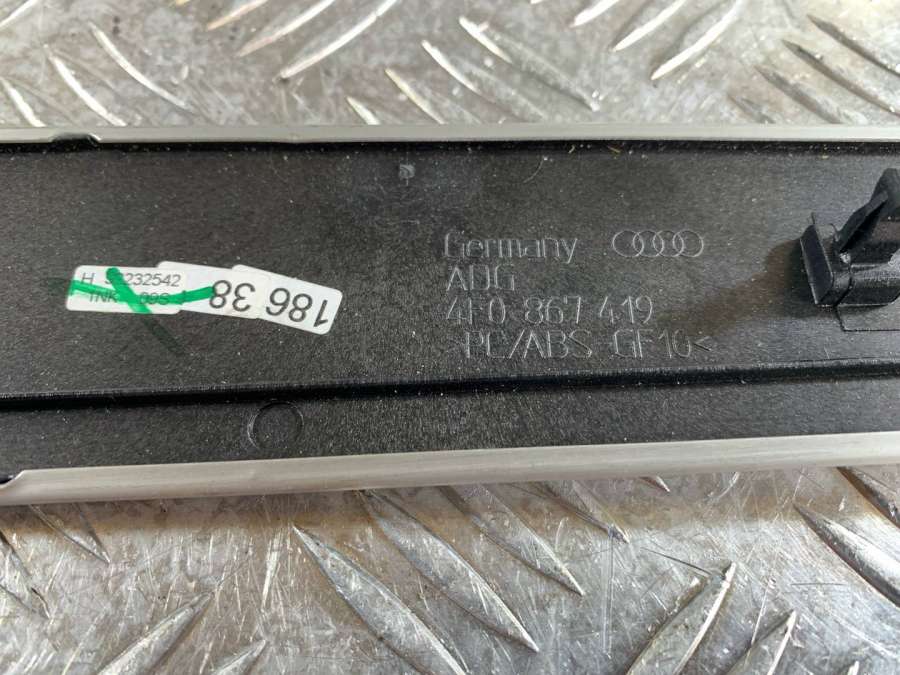 Germany
ADG
4F0 867 419
>PC/ABS GF10<
H
232542
186 38